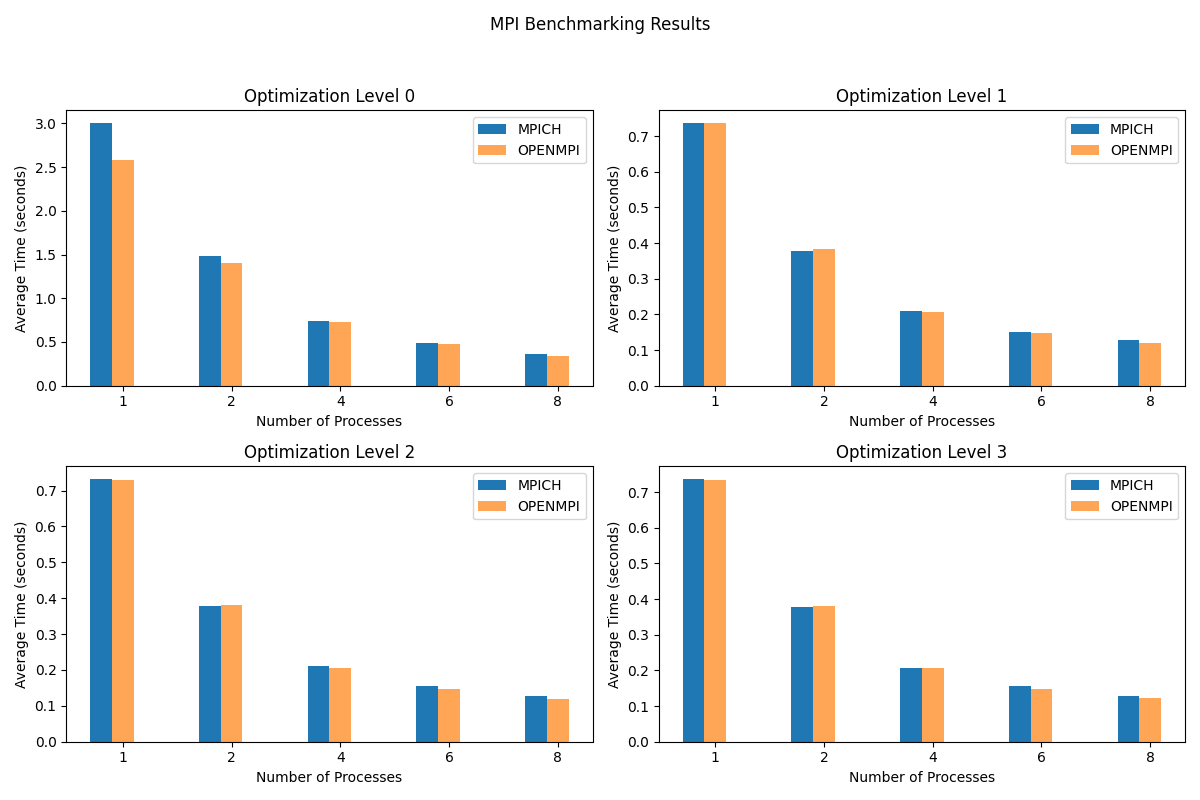 MPI Benchmarking Results
Optimization Level 0
Average Time (seconds)
3.0
2.5
2.0
1.5
1.0
0.5
0.0
MPICH
OPENMPI
1 2 4 6 8
Number of Processes
Optimization Level 1
Average Time (seconds)
0.7
0.6
0.5
0.4
0.3
0.2
0.1
0.0
MPICH
OPENMPI
1 2 4 6 8
Number of Processes
Optimization Level 2
Average Time (seconds)
0.7
0.6
0.5
0.4
0.3
0.2
0.1
0.0
MPICH
OPENMPI
1 2 4 6 8
Number of Processes
Optimization Level 3
Average Time (seconds)
0.7
0.6
0.5
0.4
0.3
0.2
0.1
0.0
MPICH
OPENMPI
1 2 4 6 8
Number of Processes